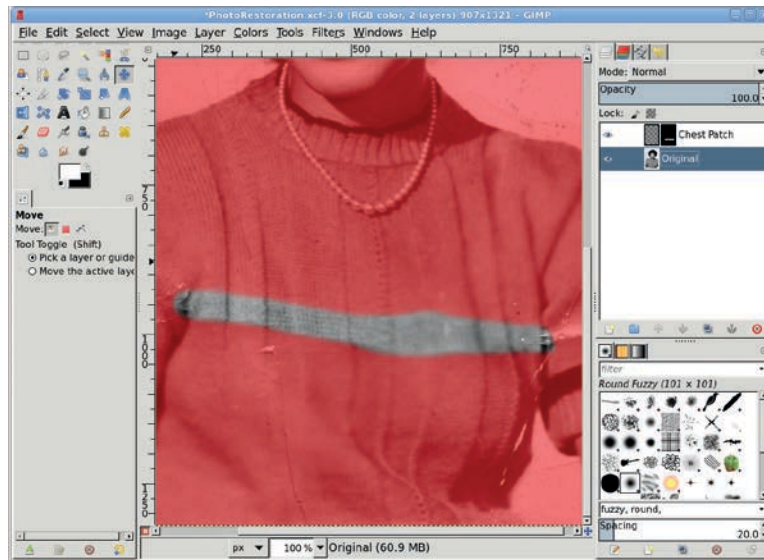 *PhotoRestoration xcf-3.0 (RGB color, 2 layers) 907x1321 – GIMP
File Edit Select View Image Layer Colors Tools Filters Windows Help
250 500 750
Mode: Normal
Opacity
100.0
Lock:
Chest Patch
Original
Move
Move:
Tool Toggle (Shift)
Pick a layer or guide
Move the active laye
750
1000
1250
filter
Round Fuzzy (101 x 101)
fuzzy, round,
Spacing
20.0
px 100% Original (60.9 MB)